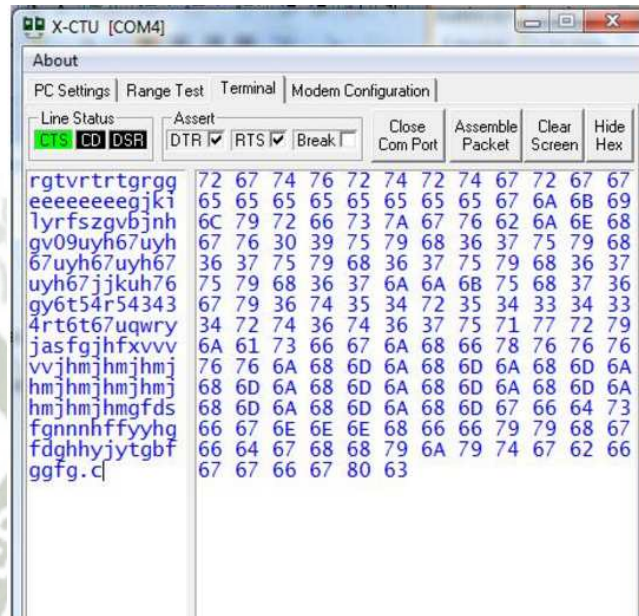 X-CTU [COM4]
About
PC Settings Range Test Terminal Modem Configuration
Line Status Assert
CTS CD DSR DTR RTS Break Close Com Port Assemble Packet Clear Screen Hide Hex
rgtvrtrtgrgg 72 67 74 76 72 74 72 74 67 72 67 67
eeeeeeeegjki 65 65 65 65 65 65 65 65 67 6A 6B 69
lyrfszgvbjnh 6C 79 72 66 73 7A 67 76 62 6A 6E 68
gv09uyh67uyh 67 76 30 39 75 79 68 36 37 75 79 68
67uyh67uyh67 36 37 75 79 68 36 37 75 79 68 36 37
uyh67jjkuh76 75 79 68 36 37 6A 6A 6B 75 68 37 36
gy6t54r54343 67 79 36 74 35 34 72 35 34 33 34 33
4rt6t67uqwry 34 72 74 36 74 36 37 75 71 77 72 79
jasfgjhfxvvv 6A 61 73 66 67 6A 68 66 78 76 76 76
vvjhmjhmjhmj 76 76 6A 68 6D 6A 68 6D 6A 68 6D 6A
hmjhmjhmjhmj 68 6D 6A 68 6D 6A 68 6D 6A 68 6D 6A
hmjhmjhmgfds 68 6D 6A 68 6D 6A 68 6D 67 66 64 73
fgnnnhffyyhg 66 67 6E 6E 6E 68 66 66 79 79 68 67
fdghhyjytgbf 66 64 67 68 68 79 6A 79 74 67 62 66
ggfg.c 67 67 66 67 80 63